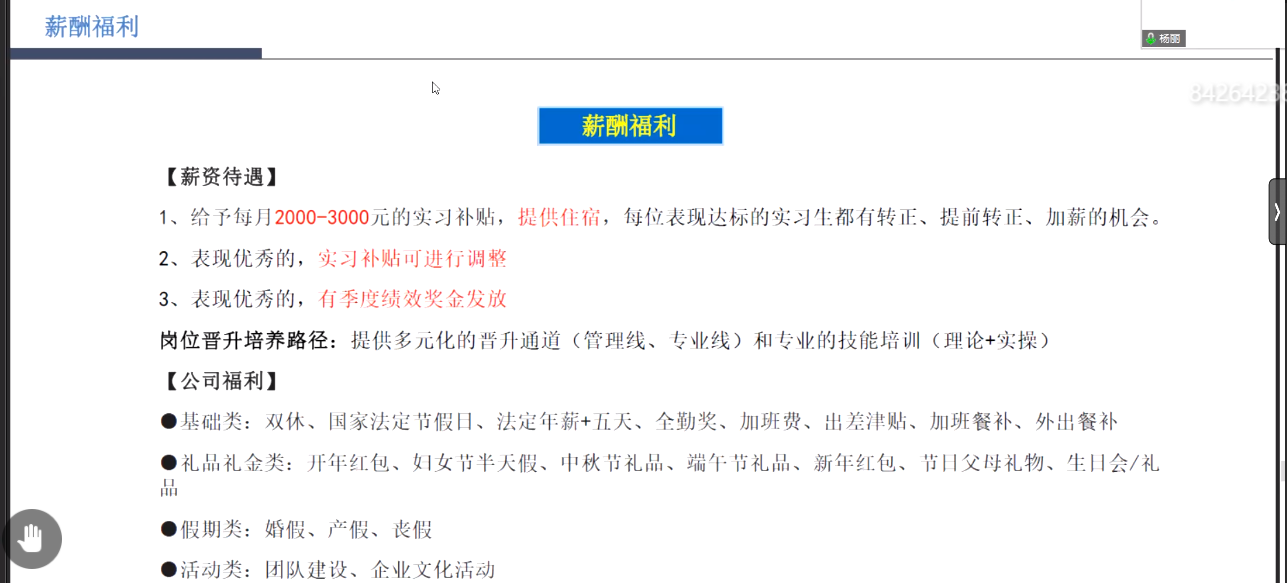 薪酬福利
杨丽
薪酬福利
【薪资待遇】
1、给予每月2000-3000元的实习补贴，提供住宿，每位表现达标的实习生都有转正、提前转正、加薪的机会。
2、表现优秀的，实习补贴可进行调整
3、表现优秀的，有季度绩效奖金发放
岗位晋升培养路径：提供多元化的晋升通道（管理线、专业线）和专业的技能培训（理论+实操）
【公司福利】
●基础类：双休、国家法定节假日、法定年薪+五天、全勤奖、加班费、出差津贴、加班餐补、外出餐补
●礼品礼金类：开年红包、妇女节半天假、中秋节礼品、端午节礼品、新年红包、节日父母礼物、生日会/礼
品
●假期类：婚假、产假、丧假
●活动类：团队建设、企业文化活动